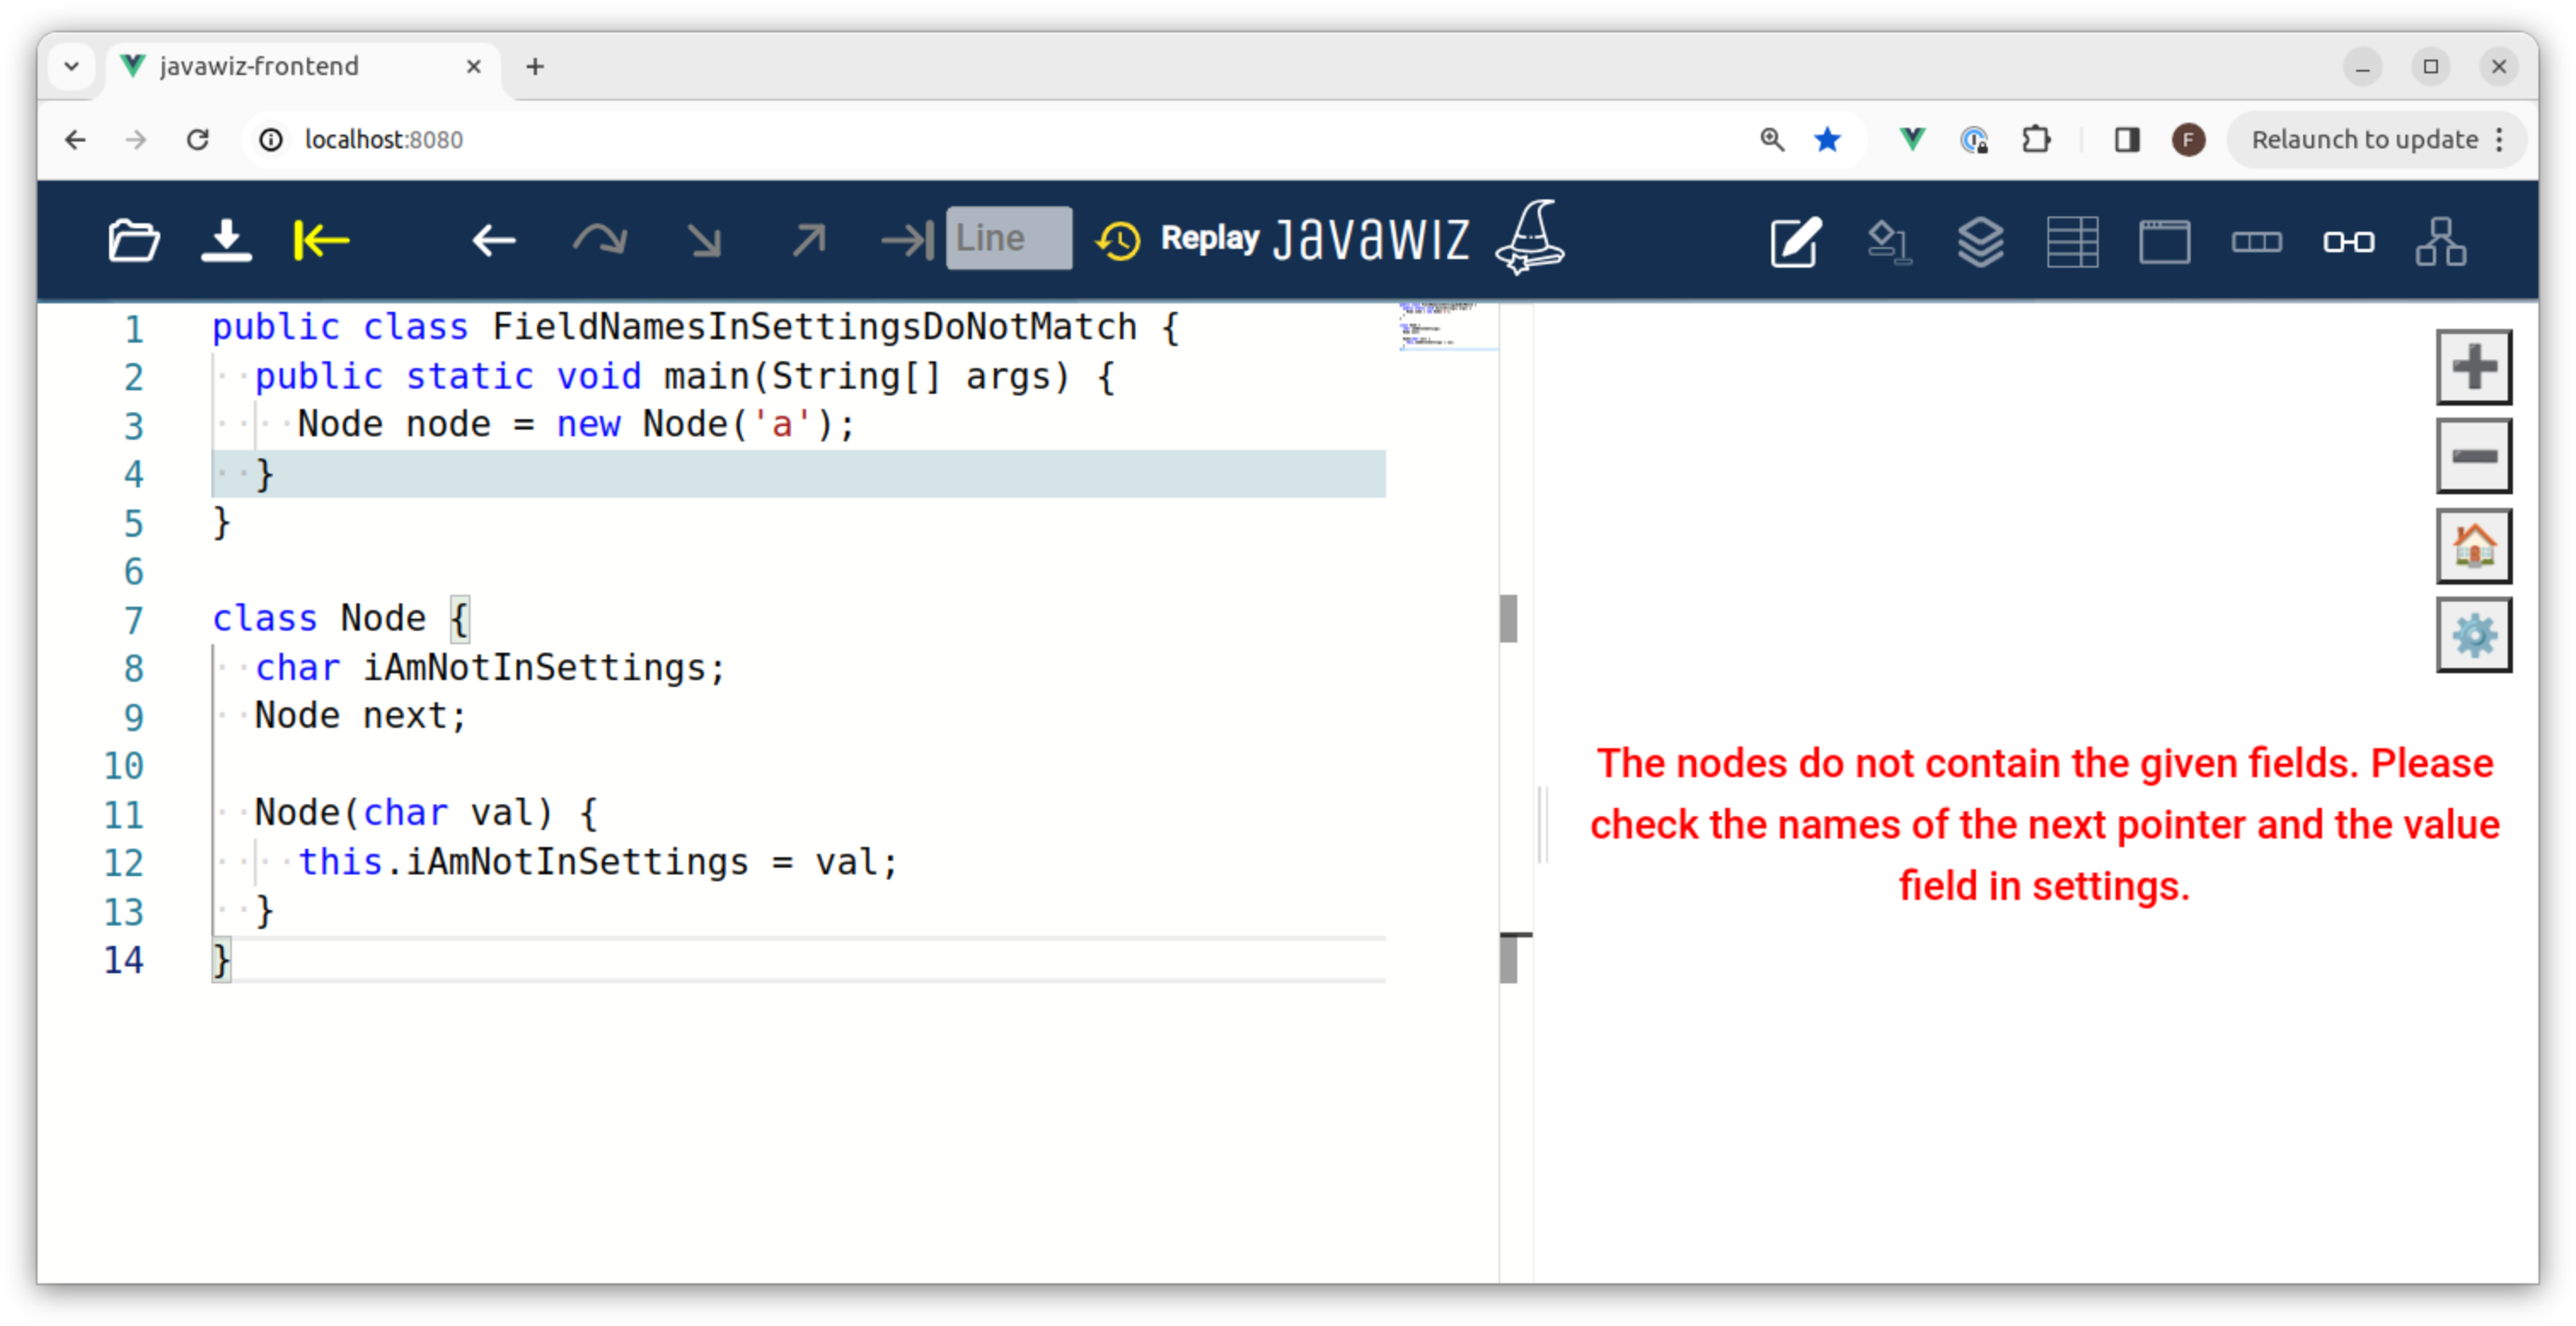 javawiz-frontend
localhost:8080
F
Relaunch to update
Line
Replay
JavaWIZ
1 public class FieldNamesInSettingsDoNotMatch {
2 public static void main(String[] args) {
3 Node node = new Node('a');
4 }
5 }
6
7 class Node {
8 char iAmNotInSettings;
9 Node next;
10
11 Node(char val) {
12 this.iAmNotInSettings = val;
13 }
14 }
The nodes do not contain the given fields. Please
check the names of the next pointer and the value
field in settings.